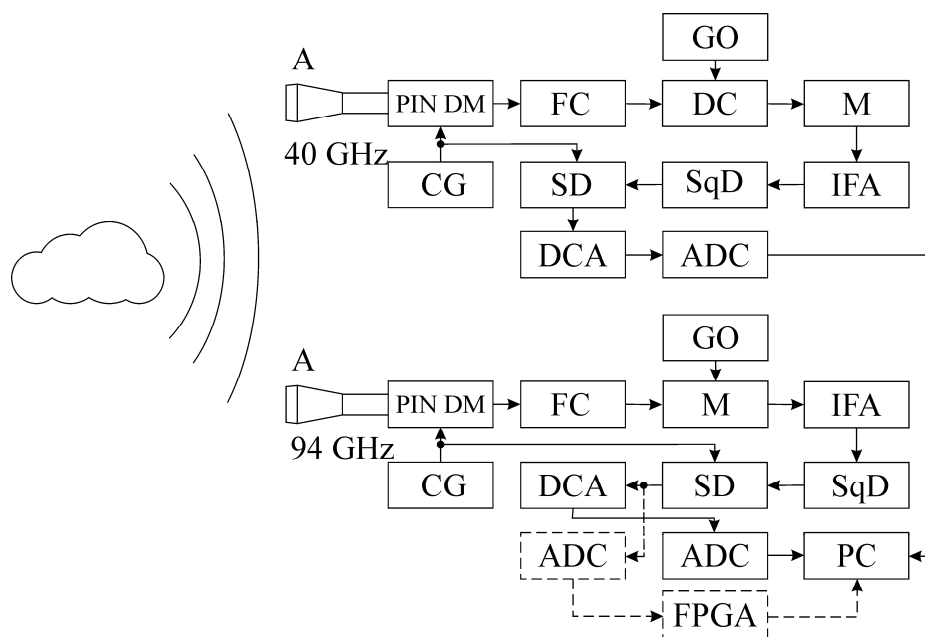 GO
A
PIN DM FC DC M
40 GHz
CG SD SqD IFA
DCA ADC
GO
A
PIN DM FC M IFA
94 GHz
CG DCA SD SqD
ADC ADC PC
FPGA